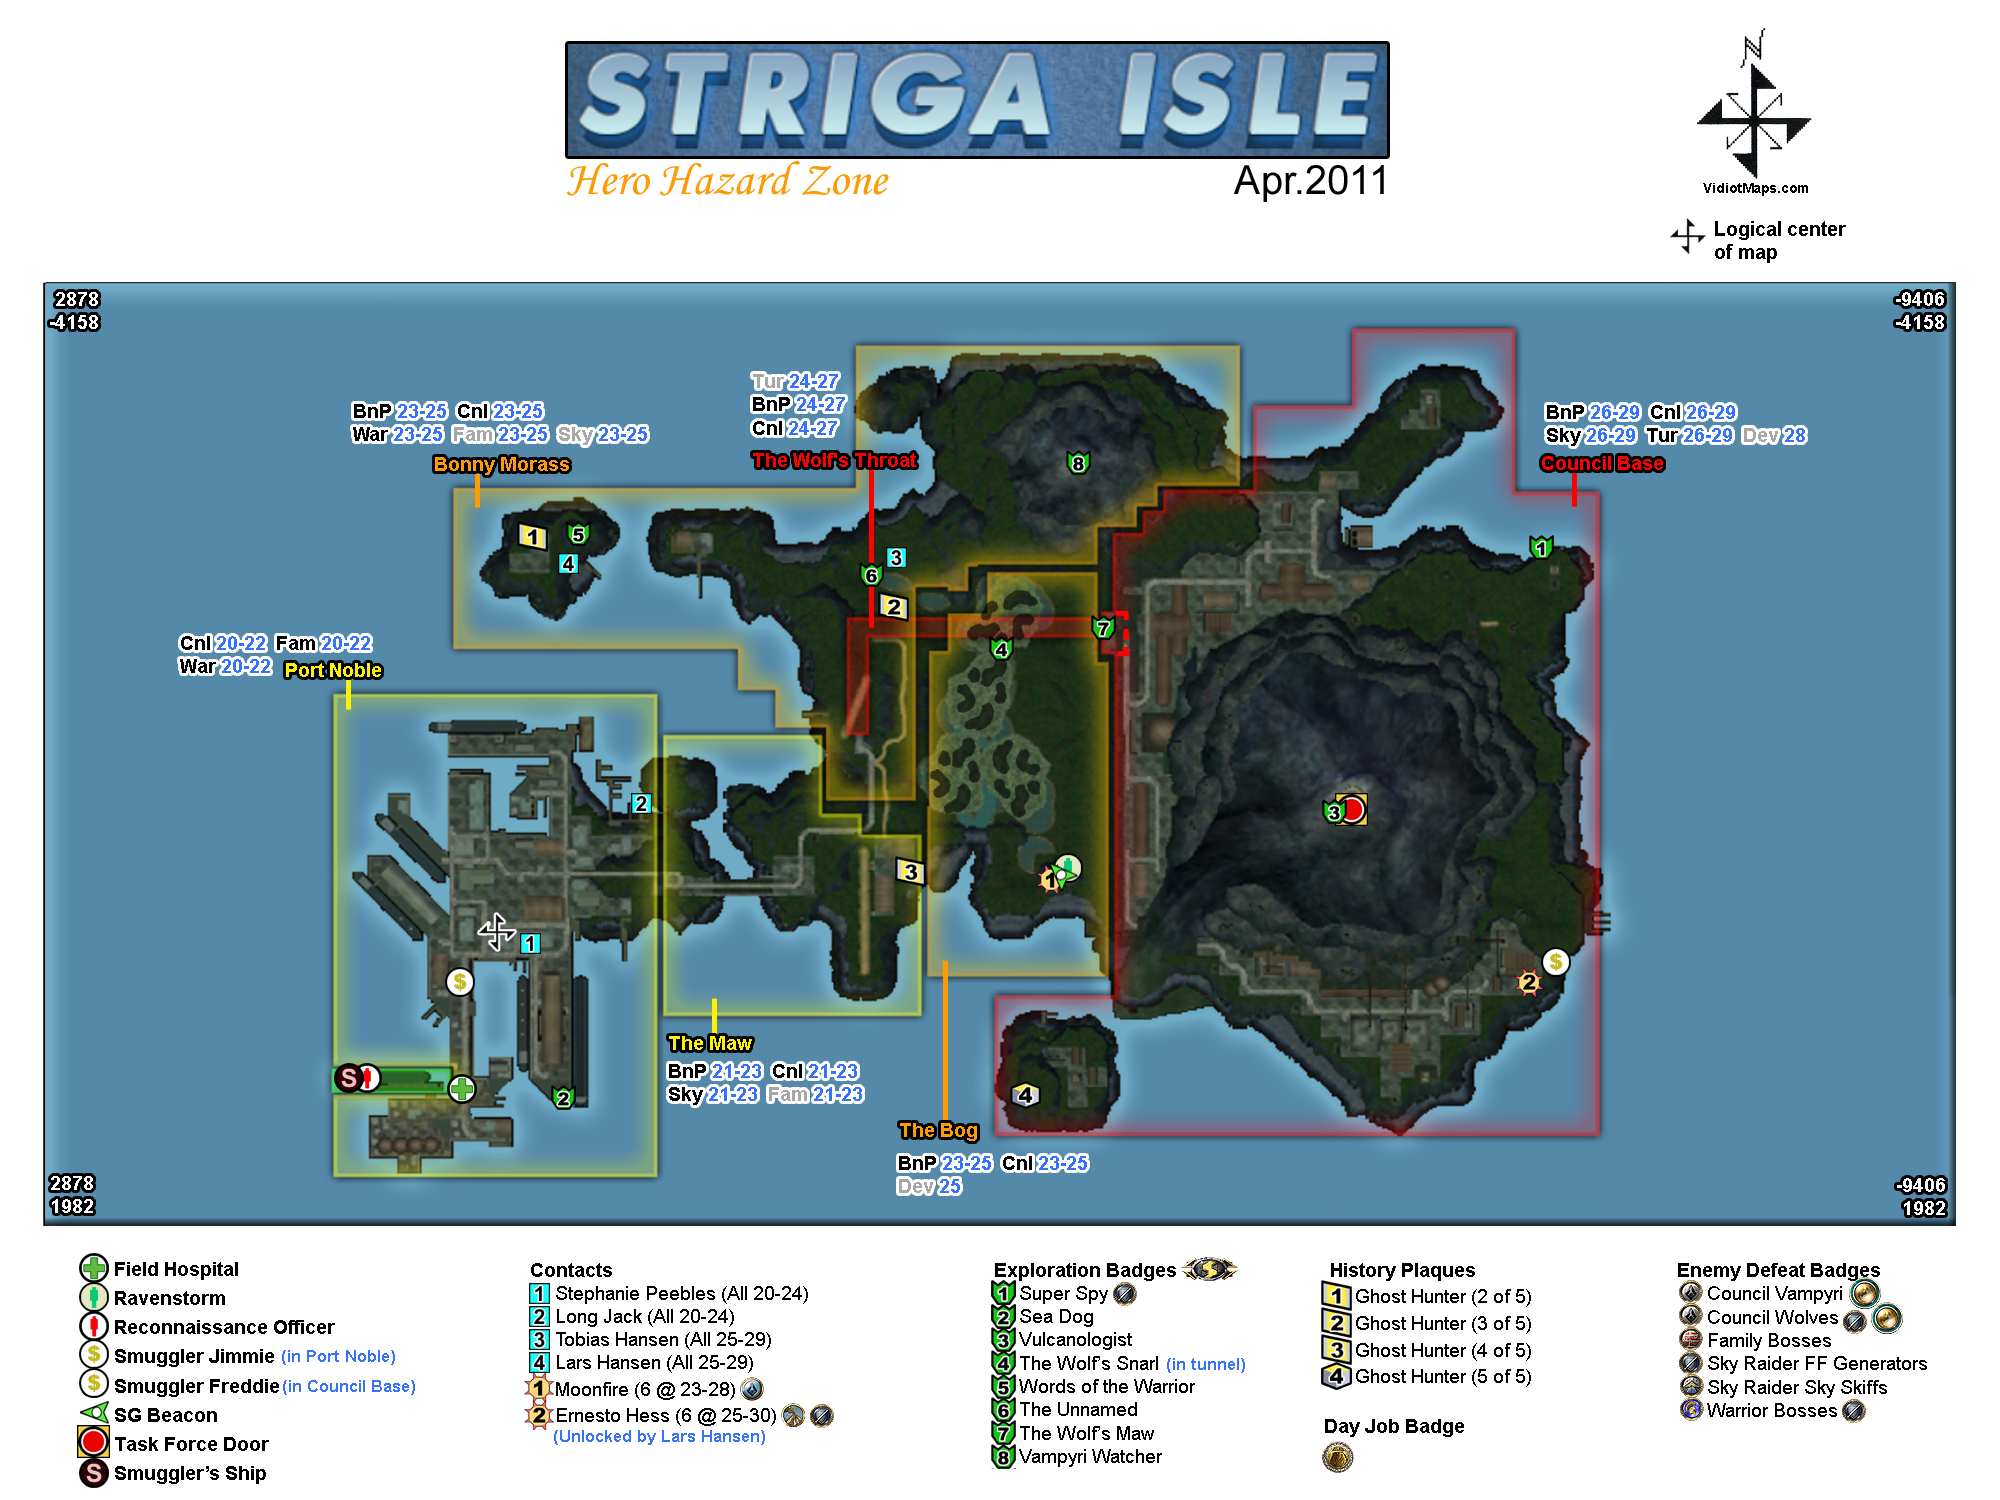 STRIGA ISLE
Hero Hazard Zone
Apr.2011
N
VidiotMaps.com
Logical center
of map
2878
-4158
-9406
-4158
Tur 24-27
BnP 24-27
Cnl 24-27
The Wolf's Throat
BnP 23-25 Cnl 23-25
War 23-25 Fam 23-25 Sky 23-25
Bonny Morass
BnP 26-29 Cnl 26-29
Sky 26-29 Tur 26-29 Dev 28
Council Base
8
1
5
4
1
3
6
2
7
4
Cnl 20-22 Fam 20-22
War 20-22 Port Noble
2
3
3
1
1
$
$
2
S
2
4
The Maw
BnP 21-23 Cnl 21-23
Sky 21-23 Fam 21-23
The Bog
BnP 23-25 Cnl 23-25
Dev 25
2878
1982
-9406
1982
Field Hospital
Ravenstorm
Reconnaissance Officer
$ Smuggler Jimmie (in Port Noble)
$ Smuggler Freddie (in Council Base)
SG Beacon
Task Force Door
S Smuggler's Ship
Contacts
1 Stephanie Peebles (All 20-24)
2 Long Jack (All 20-24)
3 Tobias Hansen (All 25-29)
4 Lars Hansen (All 25-29)
1 Moonfire (6 @ 23-28)
2 Ernesto Hess (6 @ 25-30)
(Unlocked by Lars Hansen)
Exploration Badges
1 Super Spy
2 Sea Dog
3 Vulcanologist
4 The Wolf's Snarl (in tunnel)
5 Words of the Warrior
6 The Unnamed
7 The Wolf's Maw
8 Vampyri Watcher
History Plaques
1 Ghost Hunter (2 of 5)
2 Ghost Hunter (3 of 5)
3 Ghost Hunter (4 of 5)
4 Ghost Hunter (5 of 5)
Day Job Badge
Enemy Defeat Badges
Council Vampyri
Council Wolves
Family Bosses
Sky Raider FF Generators
Sky Raider Sky Skiffs
Warrior Bosses